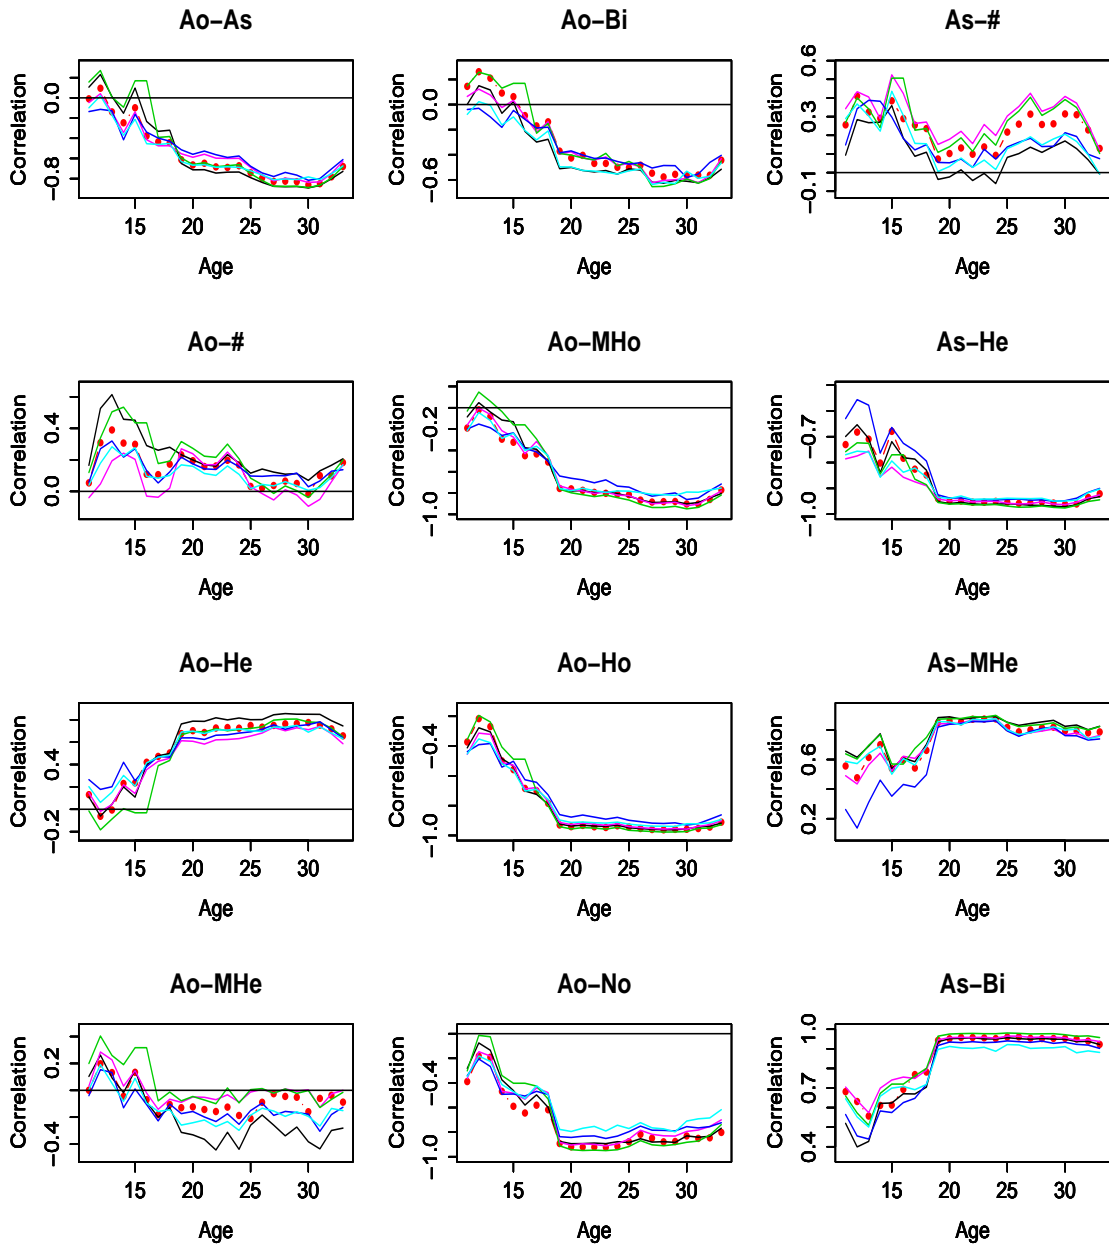 Ao–As
Correlation
0.0
−0.8
15 20 25 30
Age
Ao–Bi
Correlation
0.0
−0.6
15 20 25 30
Age
As–#
Correlation
0.6
0.3
−0.1
15 20 25 30
Age
Ao–#
Correlation
0.4
0.0
15 20 25 30
Age
Ao–MHo
Correlation
−0.2
−1.0
15 20 25 30
Age
As–He
Correlation
−0.7
−1.0
15 20 25 30
Age
Ao–He
Correlation
0.4
−0.2
15 20 25 30
Age
Ao–Ho
Correlation
−0.4
−1.0
15 20 25 30
Age
As–MHe
Correlation
0.6
0.2
15 20 25 30
Age
Ao–MHe
Correlation
0.2
−0.4
15 20 25 30
Age
Ao–No
Correlation
−0.4
−1.0
15 20 25 30
Age
As–Bi
Correlation
1.0
0.7
0.4
15 20 25 30
Age